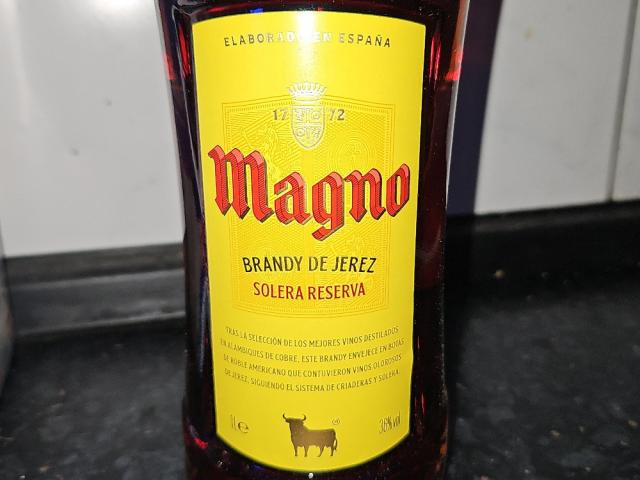 ELABORADO EN ESPAÑA
1772
Magno
BRANDY DE JEREZ
SOLERA RESERVA
TRAS LA SELECCIÓN DE LOS MEJORES VINOS DESTILADOS
EN ALAMBIQUES DE COBRE, ESTE BRANDY ENVEJECE EN BOTAS
DE ROBLE AMERICANO QUE CONTUVIERON VINOS OLOROSOS
DE JEREZ, SIGUIENDO EL SISTEMA DE CRIADERAS Y SOLERA.
1L e
36% vol